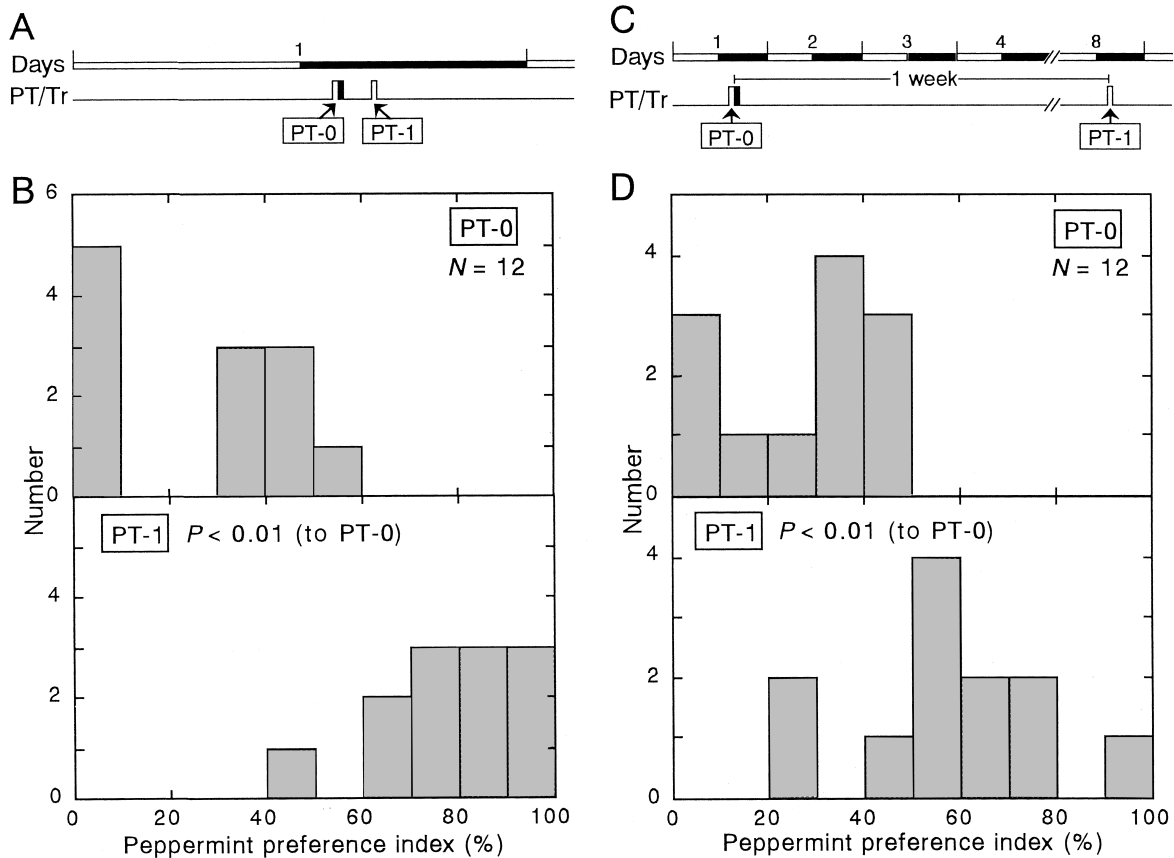 A
1
Days
PT/Tr
PT-0
PT-1
C
1 2 3 4 8
Days
1 week
PT/Tr
PT-0
PT-1
B
6
4
2
0
PT-0
N = 12
Number
4
2
0
PT-1
P < 0.01 (to PT-0)
0 20 40 60 80 100
Peppermint preference index (%)
D
4
2
0
PT-0
N = 12
Number
4
2
0
PT-1
P < 0.01 (to PT-0)
0 20 40 60 80 100
Peppermint preference index (%)